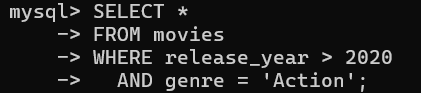 mysql> SELECT *
    -> FROM movies
    -> WHERE release_year > 2020
    ->   AND genre = 'Action';